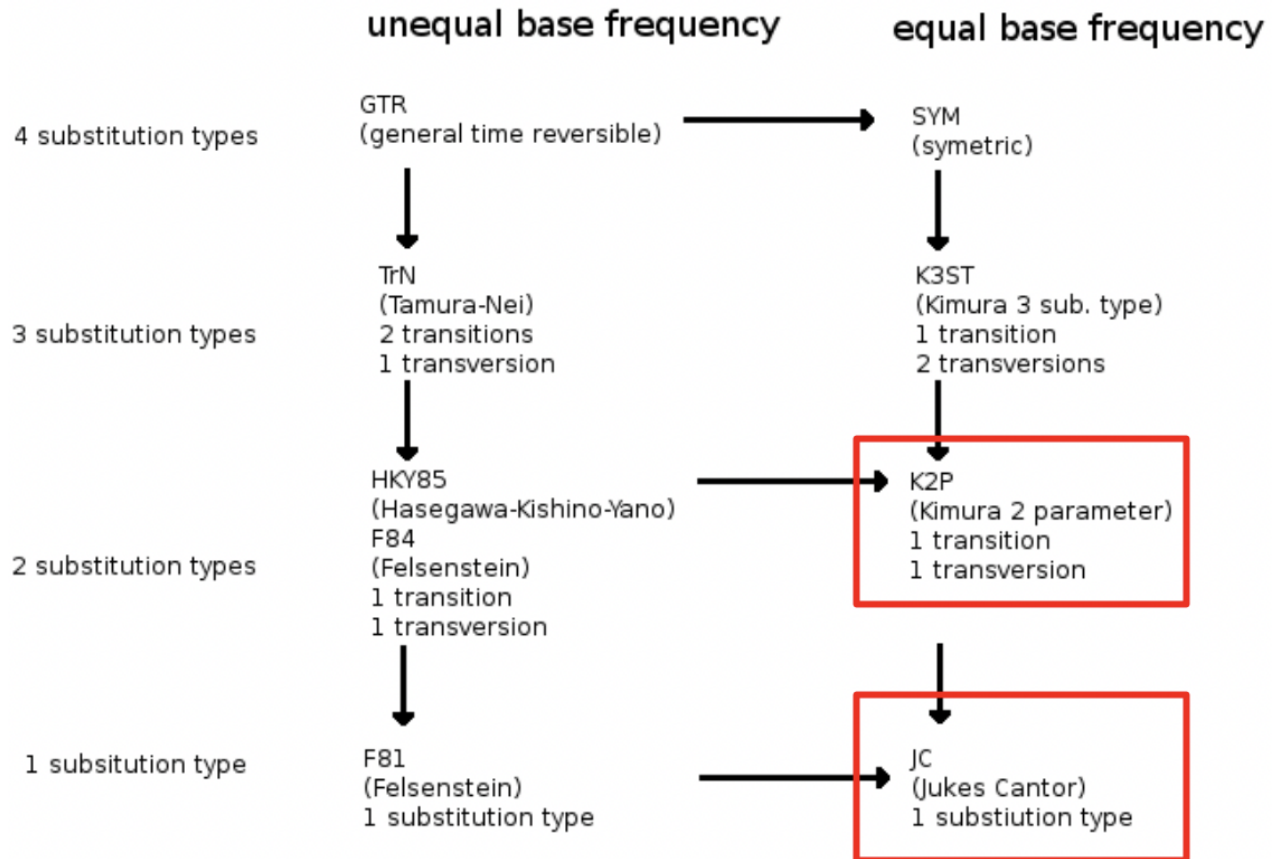 unequal base frequency
equal base frequency
4 substitution types
GTR
(general time reversible)
SYM
(symetric)
3 substitution types
TrN
(Tamura-Nei)
2 transitions
1 transversion
K3ST
(Kimura 3 sub. type)
1 transition
2 transversions
2 substitution types
HKY85
(Hasegawa-Kishino-Yano)
F84
(Felsenstein)
1 transition
1 transversion
K2P
(Kimura 2 parameter)
1 transition
1 transversion
1 subsitution type
F81
(Felsenstein)
1 substitution type
JC
(Jukes Cantor)
1 substiution type